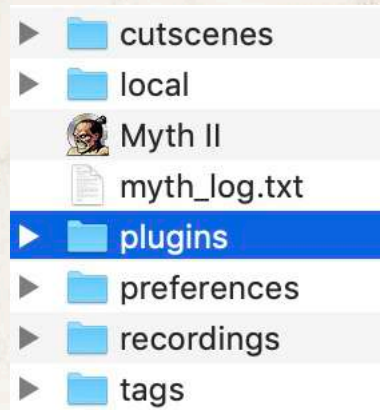 cutscenes
local
Myth II
myth_log.txt
plugins
preferences
recordings
tags